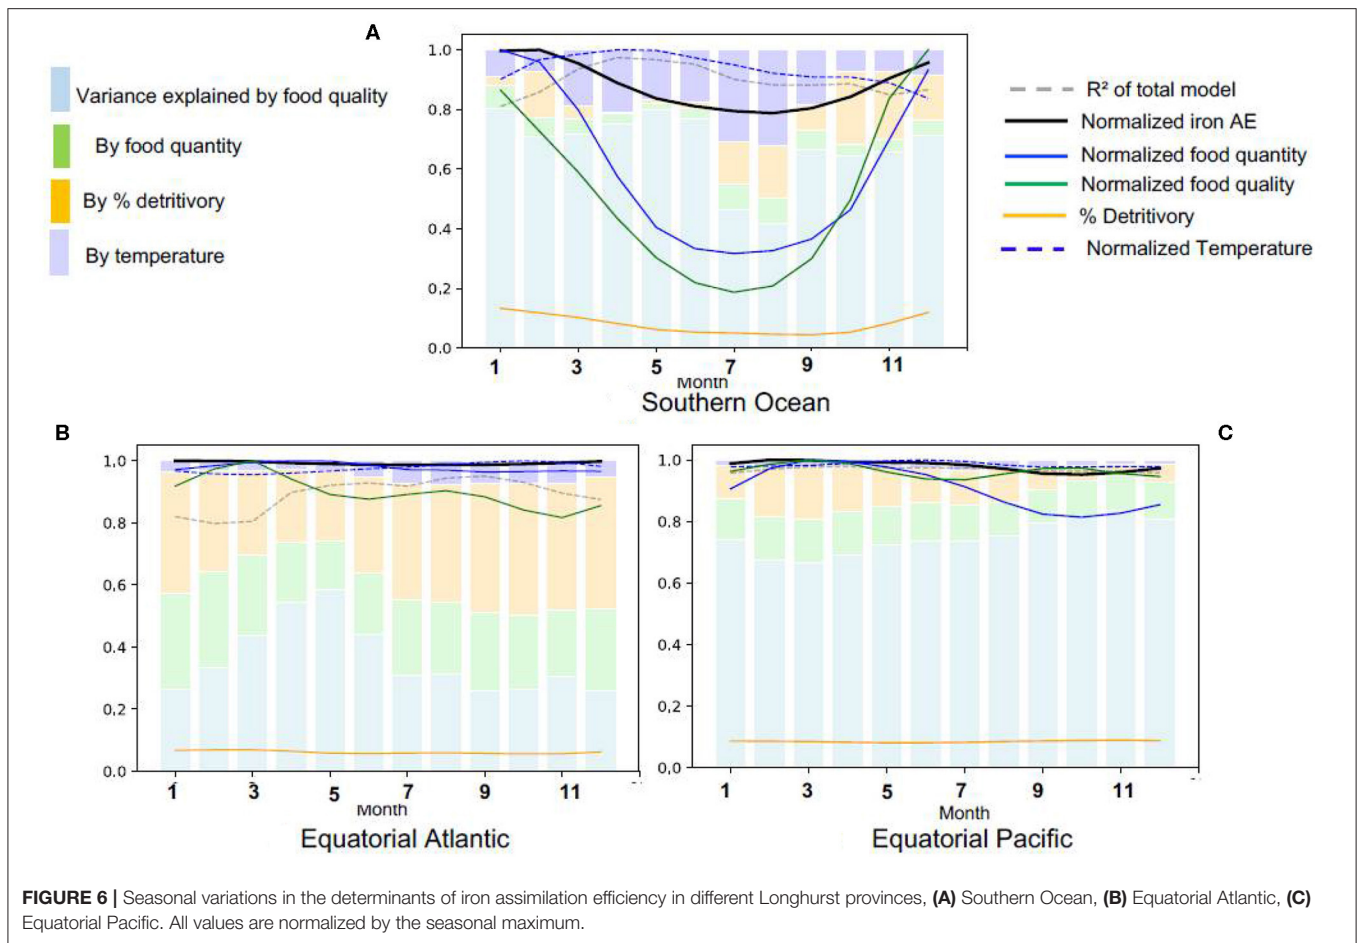 A
Variance explained by food quality
By food quantity
By % detritivory
By temperature
1.0
0.8
0.6
0.4
0.2
0.0
1 3 5 7 9 11
Month
Southern Ocean
R² of total model
Normalized iron AE
Normalized food quantity
Normalized food quality
% Detritivory
Normalized Temperature
B
1.0
0.8
0.6
0.4
0.2
0.0
1 3 5 7 9 11
Month
Equatorial Atlantic
C
1.0
0.8
0.6
0.4
0.2
0.0
1 3 5 7 9 11
Month
Equatorial Pacific
FIGURE 6 | Seasonal variations in the determinants of iron assimilation efficiency in different Longhurst provinces, (A) Southern Ocean, (B) Equatorial Atlantic, (C)
Equatorial Pacific. All values are normalized by the seasonal maximum.